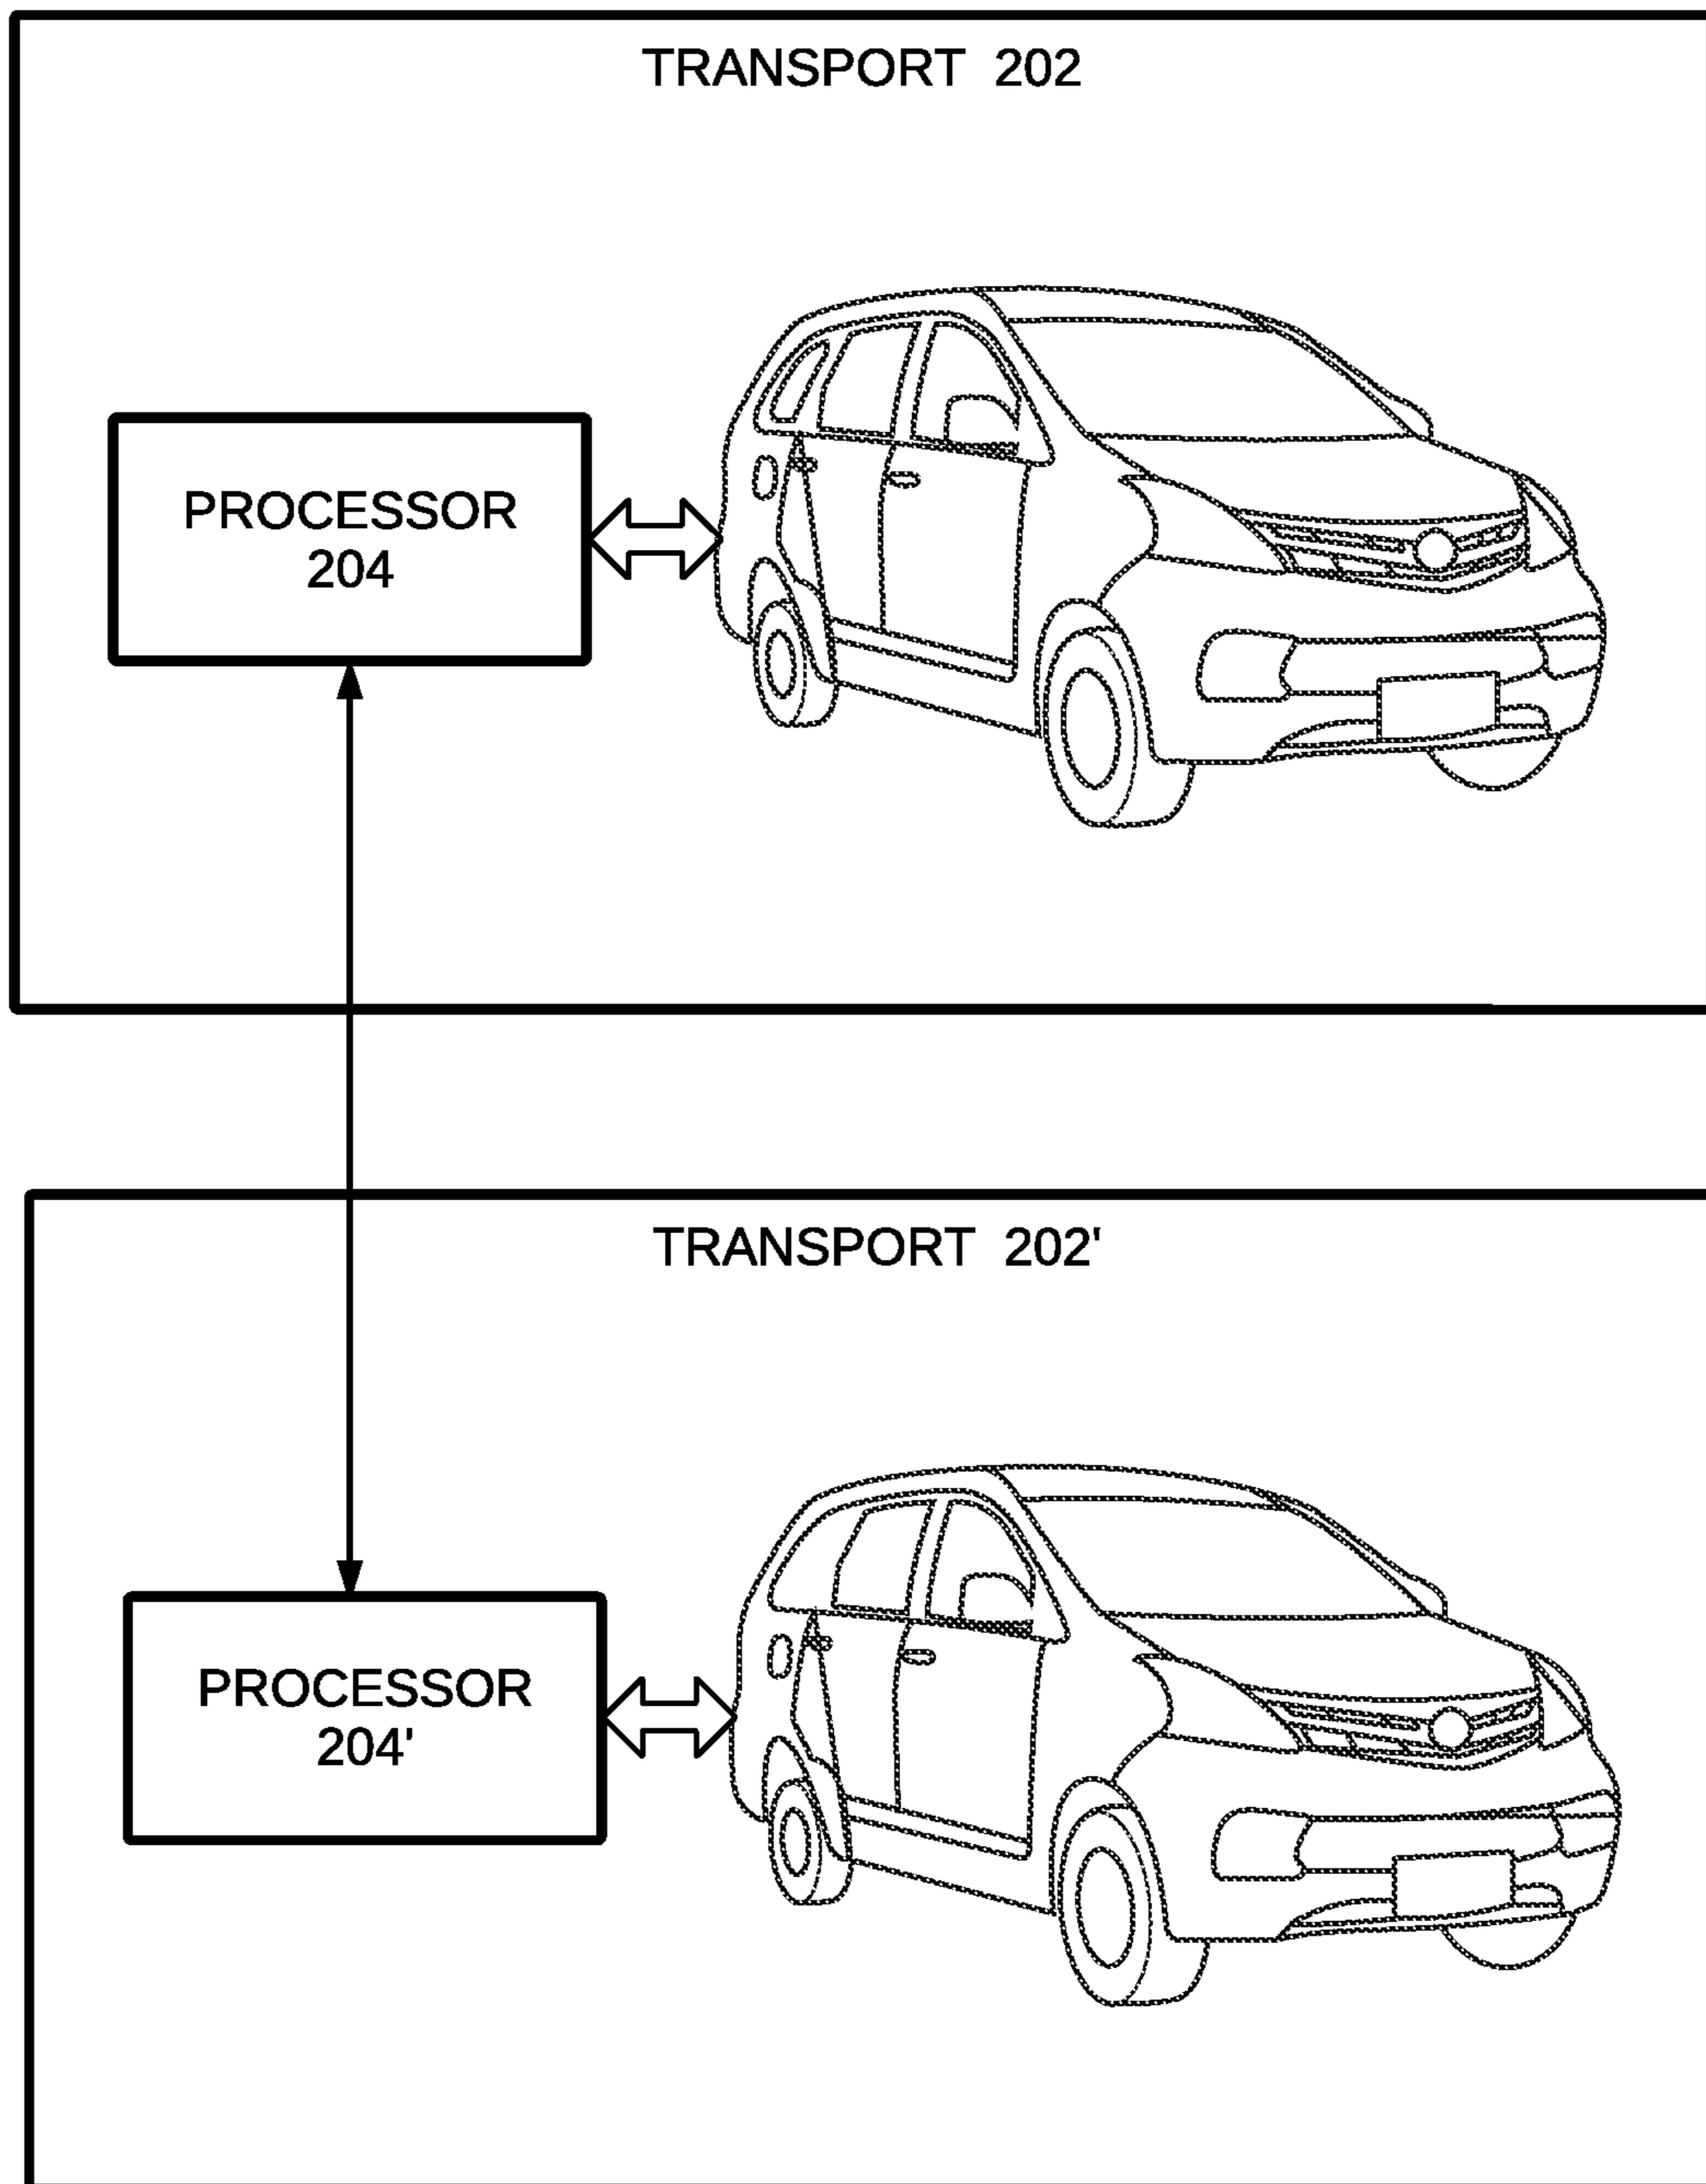 TRANSPORT 202
PROCESSOR
204
TRANSPORT 202'
PROCESSOR
204'